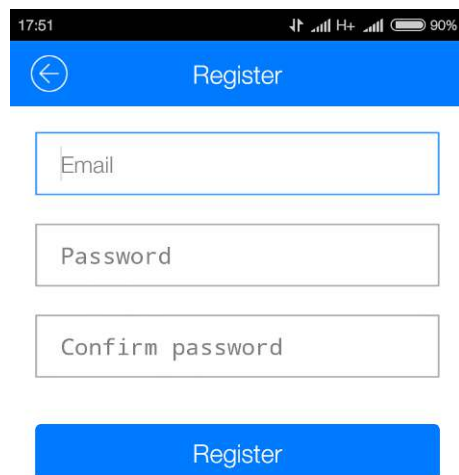 17:51 H+ 90%
Register
Email
Password
Confirm password
Register